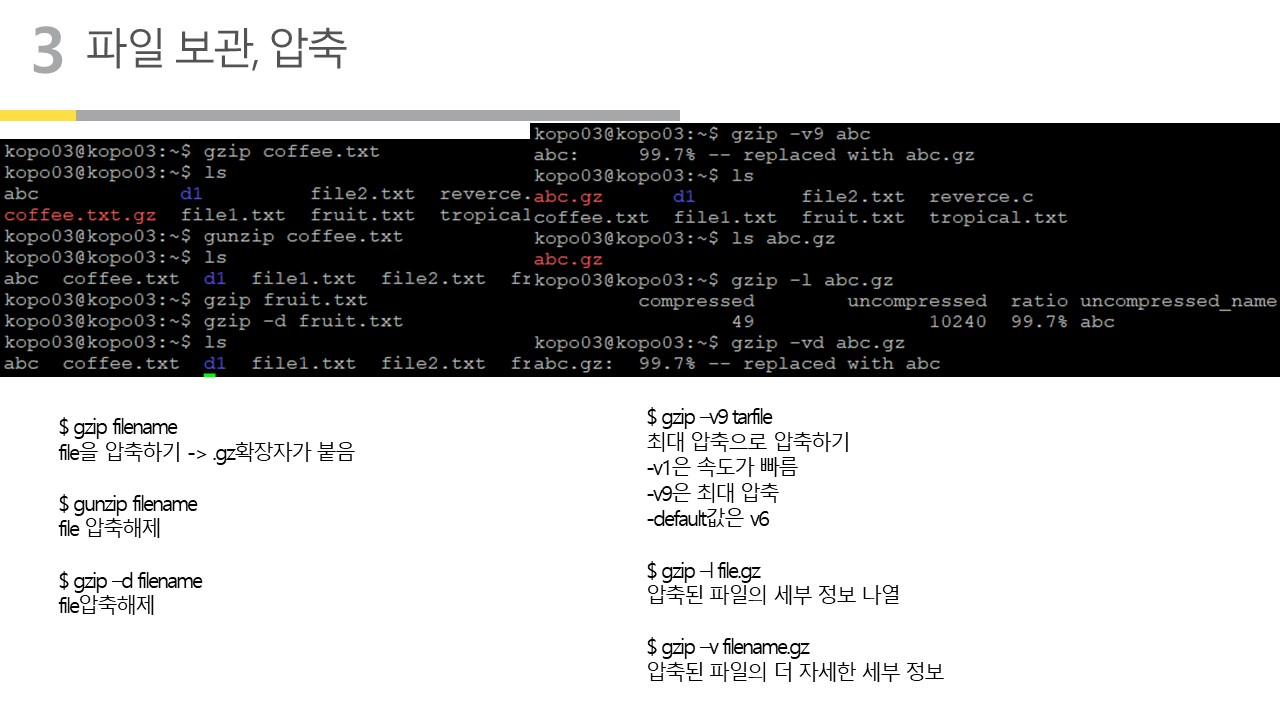 3 파일 보관, 압축
kopo03@kopo03:~$ gzip coffee.txt
kopo03@kopo03:~$ ls
abc d1 file2.txt reverce.
coffee.txt.gz file1.txt fruit.txt tropical
kopo03@kopo03:~$ gunzip coffee.txt
kopo03@kopo03:~$ ls
abc coffee.txt d1 file1.txt file2.txt fr
kopo03@kopo03:~$ gzip fruit.txt
kopo03@kopo03:~$ gzip -d fruit.txt
kopo03@kopo03:~$ ls
abc coffee.txt d1 file1.txt file2.txt fr
kopo03@kopo03:~$ gzip -v9 abc
abc: 99.7% -- replaced with abc.gz
kopo03@kopo03:~$ ls
abc.gz d1 file2.txt reverce.c
coffee.txt file1.txt fruit.txt tropical.txt
kopo03@kopo03:~$ ls abc.gz
abc.gz
kopo03@kopo03:~$ gzip -l abc.gz
compressed uncompressed ratio uncompressed_name
49 10240 99.7% abc
kopo03@kopo03:~$ gzip -vd abc.gz
abc.gz: 99.7% -- replaced with abc
$ gzip filename
file을 압축하기 -> .gz확장자가 붙음
$ gunzip filename
file 압축해제
$ gzip –d filename
file압축해제
$ gzip –v9 tarfile
최대 압축으로 압축하기
-v1은 속도가 빠름
-v9은 최대 압축
-default값은 v6
$ gzip –l file.gz
압축된 파일의 세부 정보 나열
$ gzip –v filename.gz
압축된 파일의 더 자세한 세부 정보